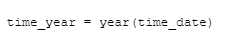 time_year = year(time_date)